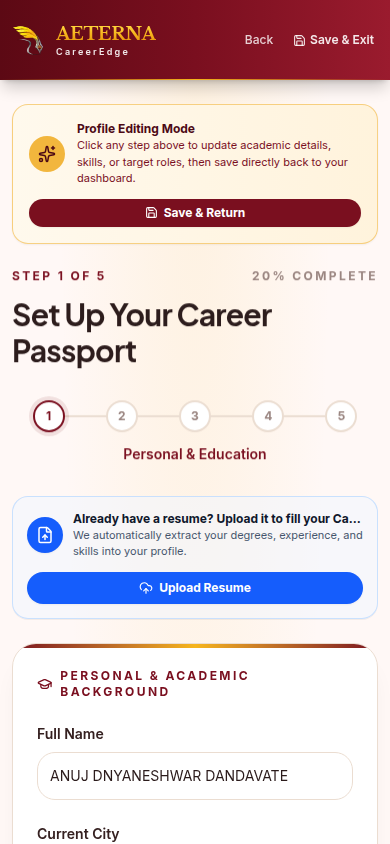 AETERNA
CareerEdge
Back
Save & Exit
Profile Editing Mode
Click any step above to update academic details,
skills, or target roles, then save directly back to your
dashboard.
Save & Return
STEP 1 OF 5
20% COMPLETE
Set Up Your Career
Passport
1
2
3
4
5
Personal & Education
Already have a resume? Upload it to fill your Ca...
We automatically extract your degrees, experience, and
skills into your profile.
Upload Resume
PERSONAL & ACADEMIC
BACKGROUND
Full Name
ANUJ DNYANESHWAR DANDAVATE
Current City